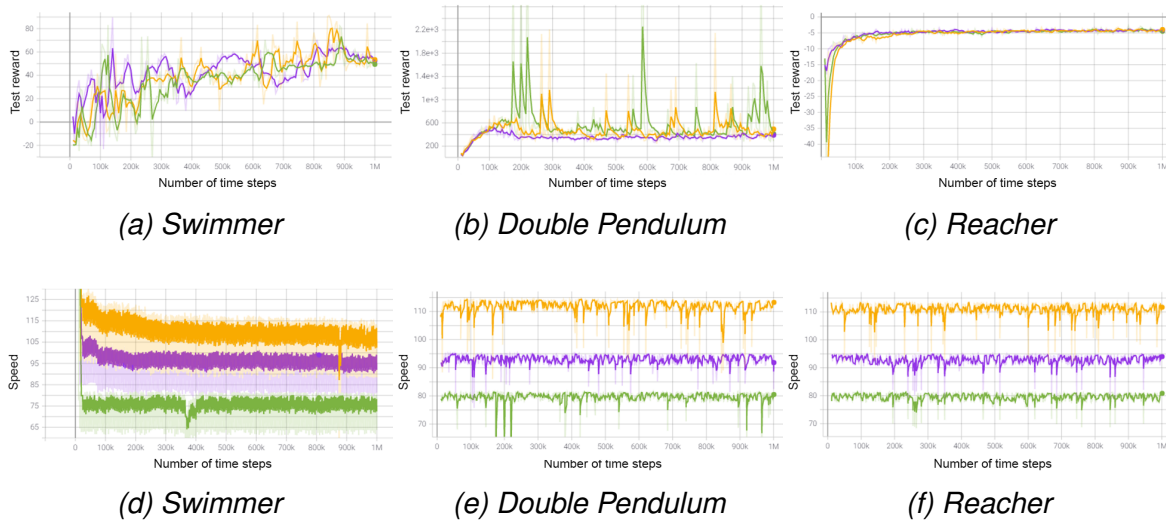 80
60
40
20
0
-20
Test reward
0 100k 200k 300k 400k 500k 600k 700k 800k 900k 1M
Number of time steps
(a) Swimmer
2.2e+3
1.8e+3
1.4e+3
1e+3
600
200
Test reward
100k 200k 300k 400k 500k 600k 700k 800k 900k 1M
Number of time steps
(b) Double Pendulum
0
-5
-10
-15
-20
-25
-30
-35
-40
Test reward
100k 200k 300k 400k 500k 600k 700k 800k 900k 1M
Number of time steps
(c) Reacher
125
115
105
95
85
75
65
Speed
0 100k 200k 300k 400k 500k 600k 700k 800k 900k 1M
Number of time steps
(d) Swimmer
110
100
90
80
70
Speed
0 100k 200k 300k 400k 500k 600k 700k 800k 900k 1M
Number of time steps
(e) Double Pendulum
110
100
90
80
70
Speed
100k 200k 300k 400k 500k 600k 700k 800k 900k 1M
Number of time steps
(f) Reacher